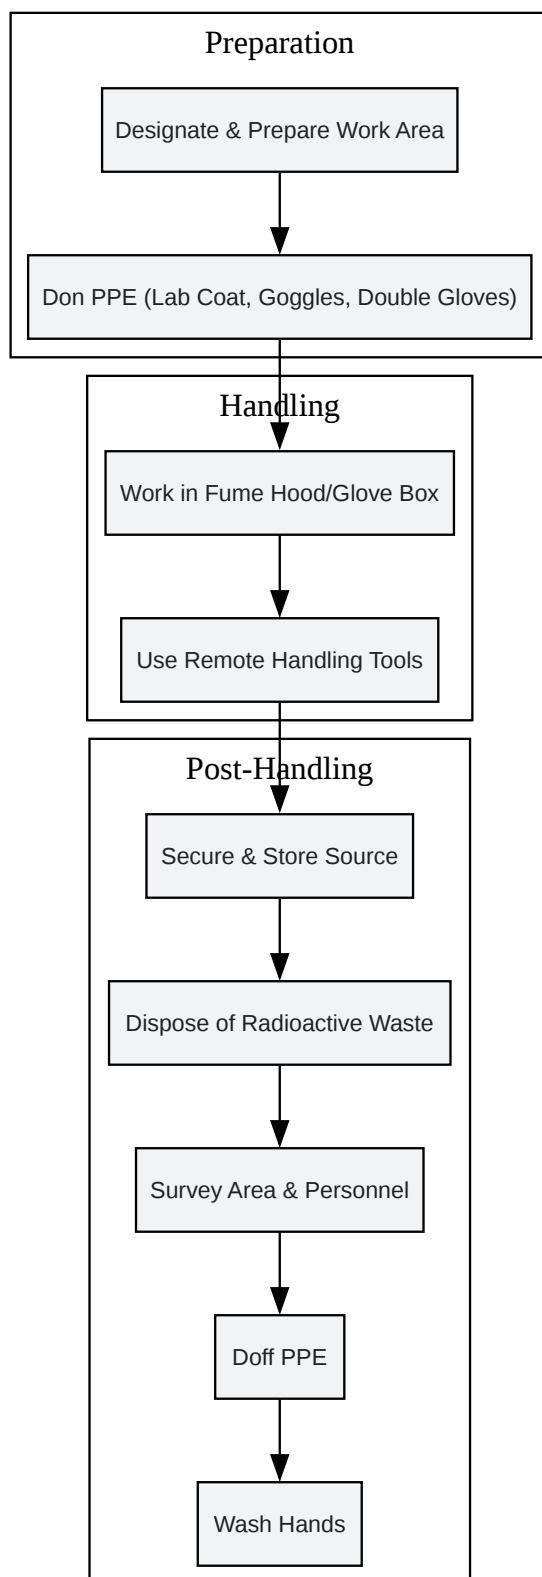 Preparation
Designate & Prepare Work Area
Don PPE (Lab Coat, Goggles, Double Gloves)
Handling
Work in Fume Hood/Glove Box
Use Remote Handling Tools
Post-Handling
Secure & Store Source
Dispose of Radioactive Waste
Survey Area & Personnel
Doff PPE
Wash Hands